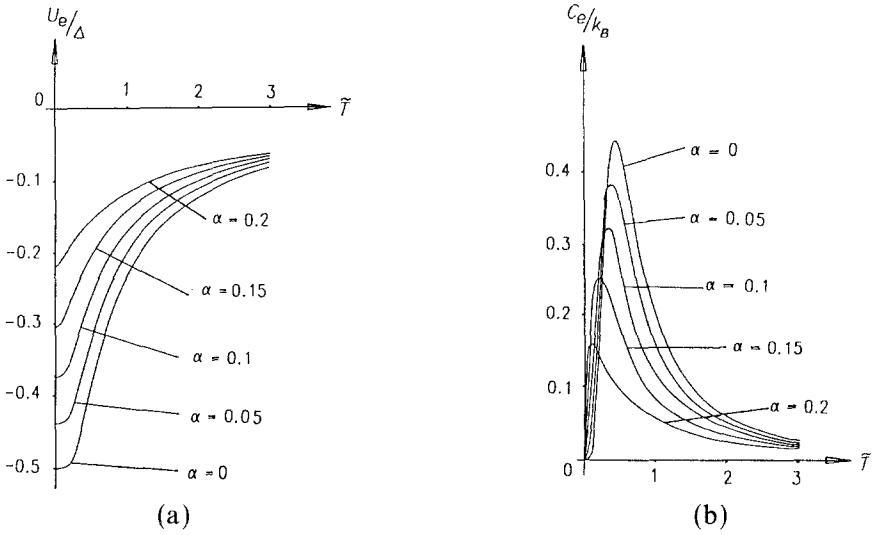 U_e/Δ
0
1
2
3
T̃
-0.1
α = 0.2
-0.2
α = 0.15
-0.3
α = 0.1
-0.4
α = 0.05
-0.5
α = 0
(a)
C_e/k_B
0.4
α = 0
α = 0.05
0.3
α = 0.1
0.2
α = 0.15
0.1
α = 0.2
0
1
2
3
T̃
(b)